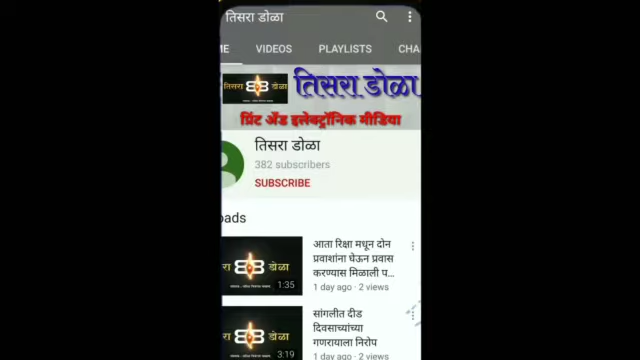 तिसरा डोळा
ME VIDEOS PLAYLISTS CHA
तिसरा डोळा तिसरा डोळा
प्रिंट अँड इलेक्ट्रॉनिक मीडिया
तिसरा डोळा
382 subscribers
SUBSCRIBE
oads
आता रिक्षा मधून दोन
प्रवाशांना घेऊन प्रवास
करण्यास मिळाली प...
1 day ago · 2 views
रा डोळा
1:35
सांगलीत दीड
दिवसाच्यांच्या
गणरायाला निरोप
1 day ago · 2 views
रा डोळा
3:19